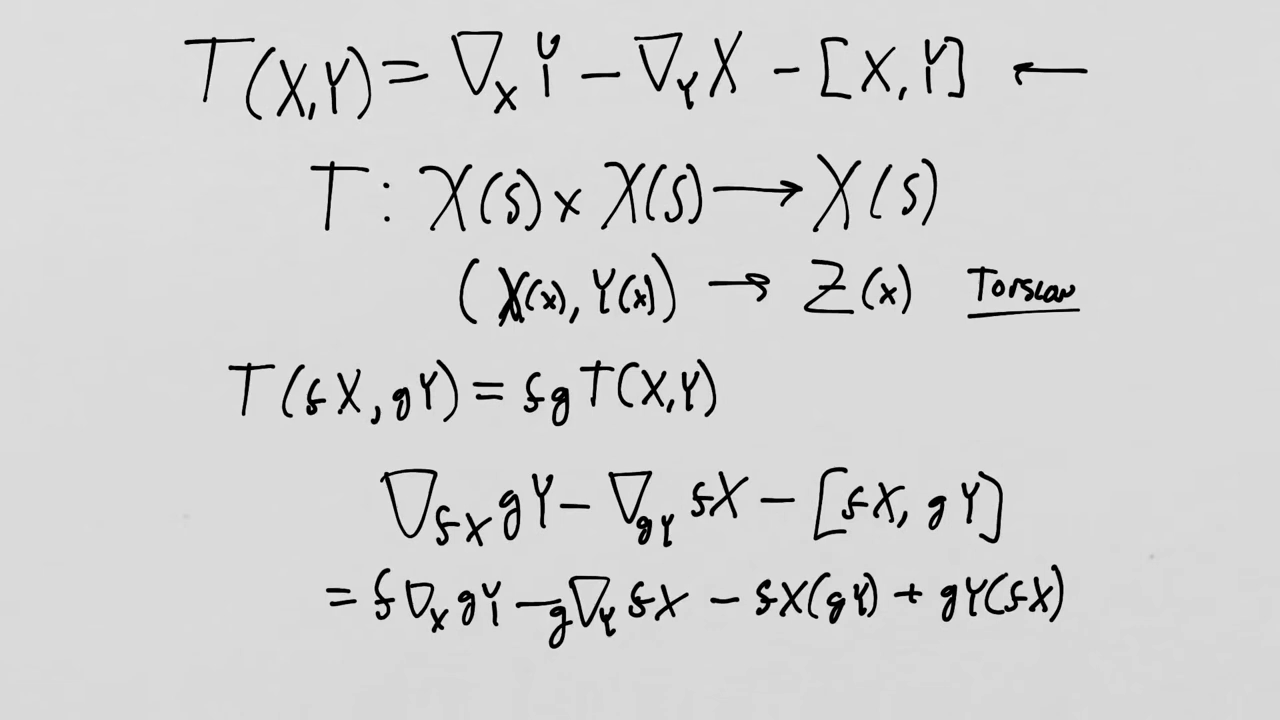 T(X,Y) = ∇_X Y − ∇_Y X − [X,Y] ←
T : 𝔛(S) × 𝔛(S) ⟶ 𝔛(S)
(X(x), Y(x)) → Z(x) Torsion
T(fX, gY) = fg T(X,Y)
∇_{fX} gY − ∇_{gY} fX − [fX, gY]
= f∇_X gY − g∇_Y fX − fX(gY) + gY(fX)